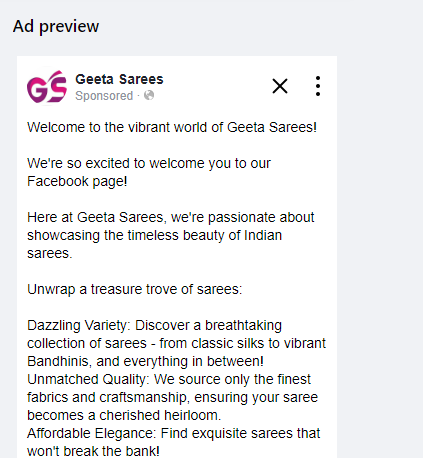 Ad preview
GS
Geeta Sarees
Sponsored ·
Welcome to the vibrant world of Geeta Sarees!
We're so excited to welcome you to our
Facebook page!
Here at Geeta Sarees, we're passionate about
showcasing the timeless beauty of Indian
sarees.
Unwrap a treasure trove of sarees:
Dazzling Variety: Discover a breathtaking
collection of sarees - from classic silks to vibrant
Bandhinis, and everything in between!
Unmatched Quality: We source only the finest
fabrics and craftsmanship, ensuring your saree
becomes a cherished heirloom.
Affordable Elegance: Find exquisite sarees that
won't break the bank!